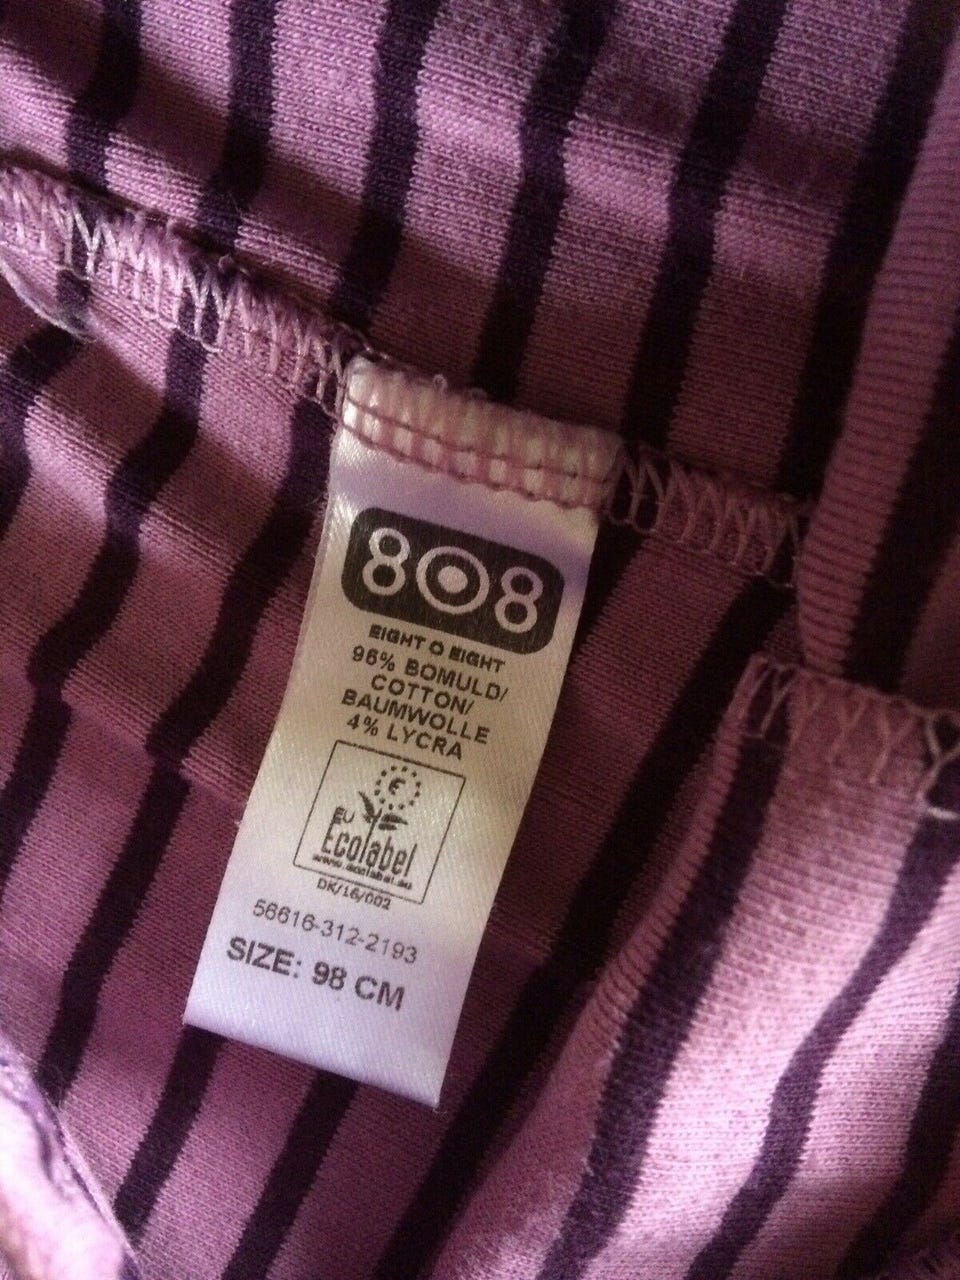 808
EIGHT O EIGHT
96% BOMULD/
COTTON/
BAUMWOLLE
4% LYCRA
€
EU
Ecolabel
www.ecolabel.eu
DK/16/002
56616-312-2193
SIZE: 98 CM